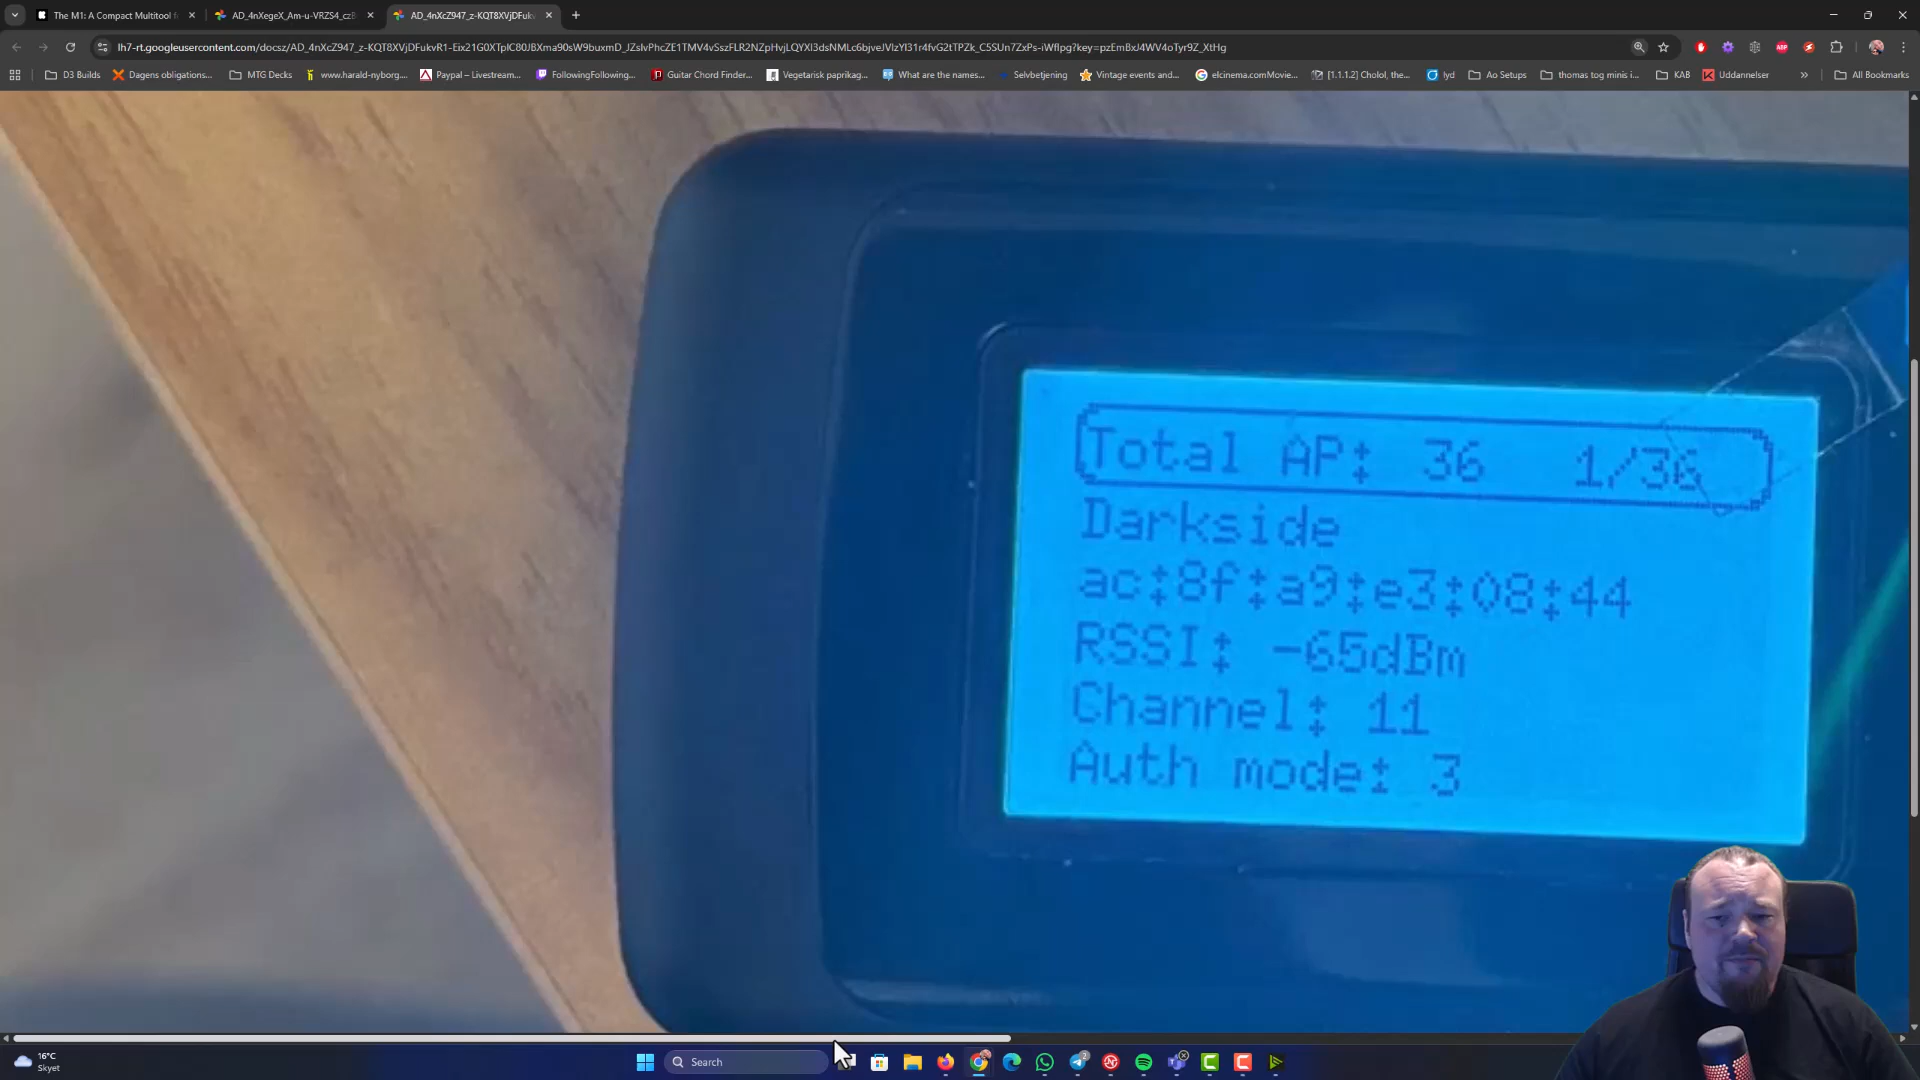 The M1: A Compact Multitool f
AD_4nXegeX_Am-u-VRZS4_cz
AD_4nXcZ947_z-KQT8XVjDFukv
lh7-rt.googleusercontent.com/docsz/AD_4nXcZ947_z-KQT8XVjDFukvR1-Eix21G0XTplC80JBXma90sW9buxmD_JZslvPhcZE1TMV4vSszFLR2NZpHvjLQYXl3dsNMLc6bjveJVlzYl31r4fvG2tTPZk_C5SUn7ZxPs-iWflpg?key=pzEmBxJ4WV4oTyr9Z_XtHg
D3 Builds
Dagens obligations...
MTG Decks
www.harald-nyborg...
Paypal – Livestream...
FollowingFollowing...
Guitar Chord Finder...
Vegetarisk paprikag...
What are the names...
Selvbetjening
Vintage events and...
elcinema.comMovie...
[1.1.1.2] Cholol, the...
lyd
Ao Setups
thomas tog minis i...
KAB
Uddannelser
All Bookmarks
Total AP: 36 1/36
Darkside
ac:8f:a9:e3:08:44
RSSI: -65dBm
Channel: 11
Auth mode: 3
16°C
Skyet
Search